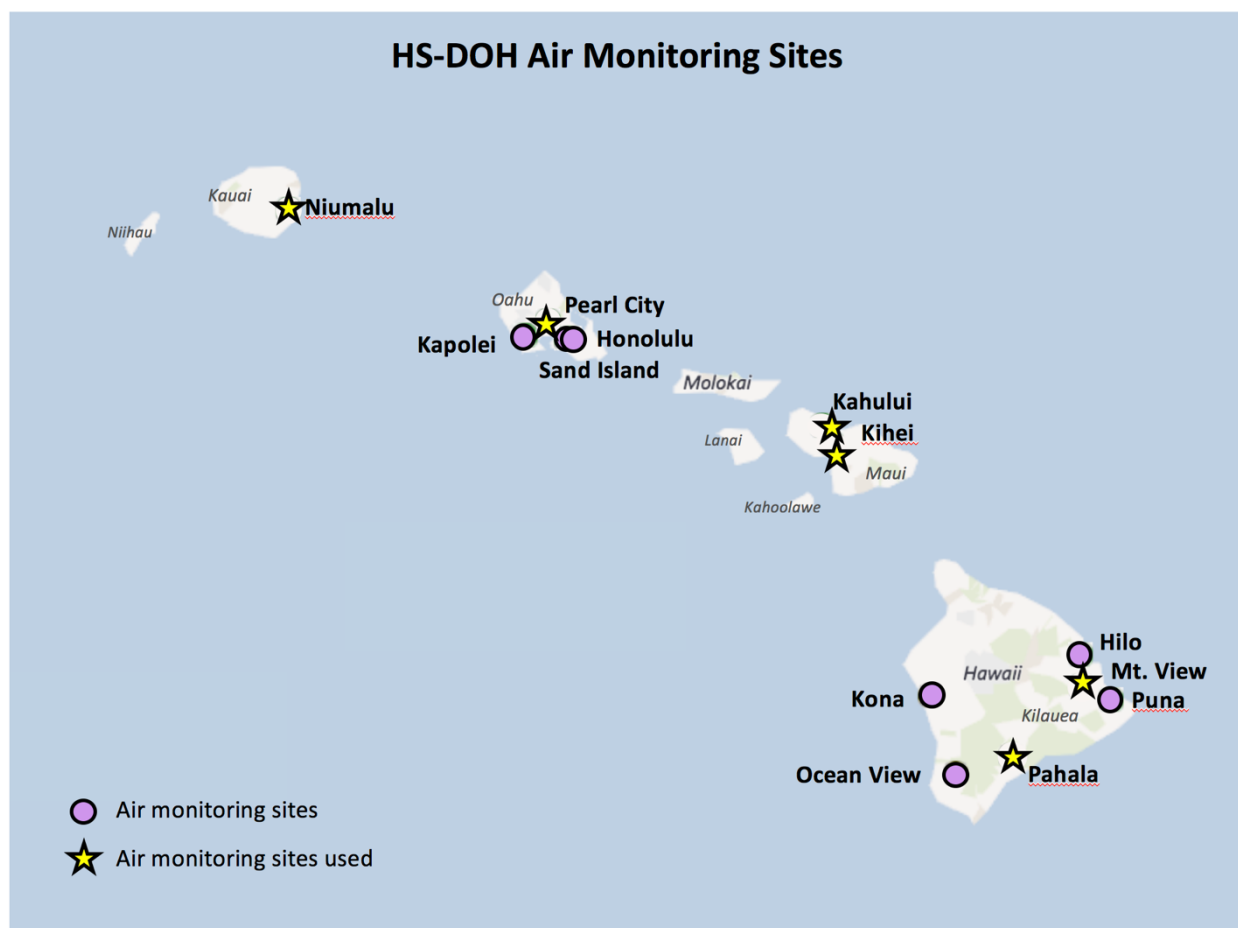 HS-DOH Air Monitoring Sites
Kauai
Niumalu
Niihau
Oahu
Pearl City
Kapolei
Honolulu
Sand Island
Molokai
Kahului
Kihei
Lanai
Maui
Kahoolawe
Hilo
Hawaii
Mt. View
Kona
Puna
Kilauea
Ocean View
Pahala
Air monitoring sites
Air monitoring sites used